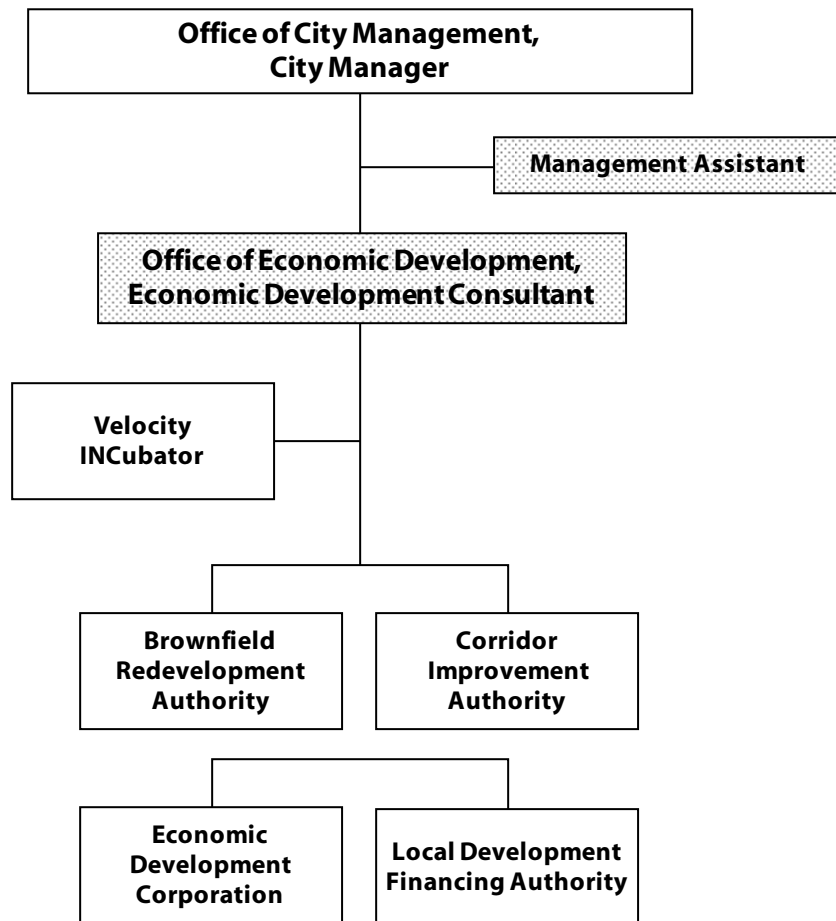 Office of City Management,
City Manager
Management Assistant
Office of Economic Development,
Economic Development Consultant
Velocity
INCubator
Brownfield
Redevelopment
Authority
Corridor
Improvement
Authority
Economic
Development
Corporation
Local Development
Financing Authority